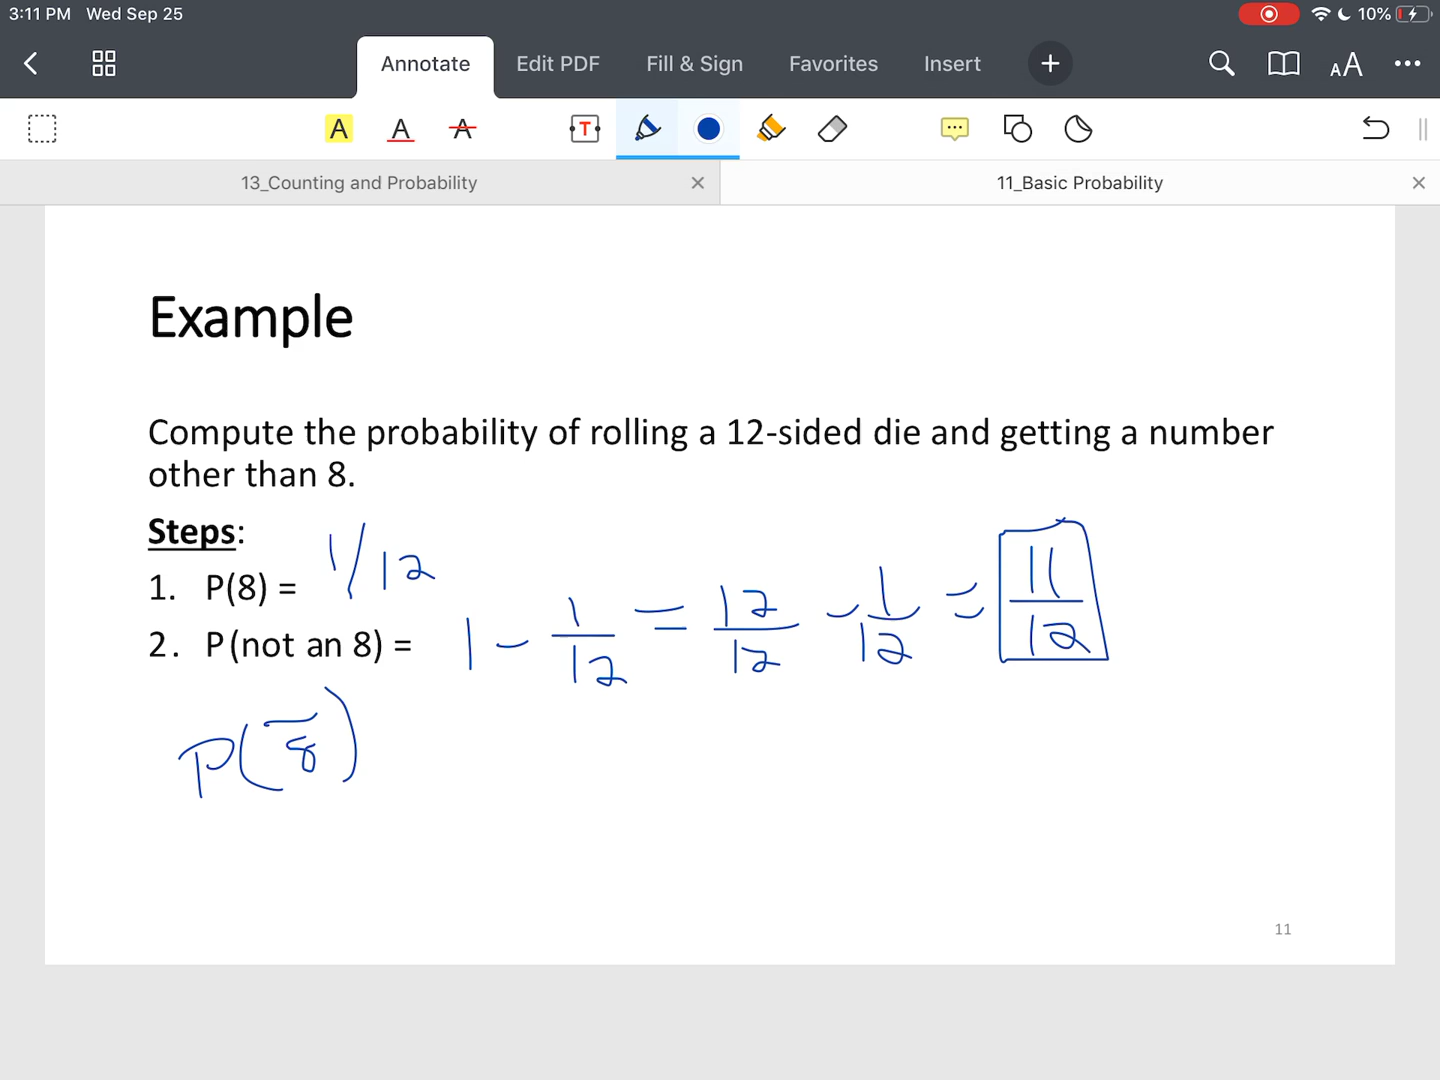 3:11 PM Wed Sep 25 10%
Annotate Edit PDF Fill & Sign Favorites Insert + AA
A A A T
13_Counting and Probability × 11_Basic Probability ×
Example
Compute the probability of rolling a 12-sided die and getting a number
other than 8.
Steps:
1. P(8) = 1/12
2. P(not an 8) = 1 - 1/12 = 12/12 - 1/12 = 11/12
P(8̅)
11